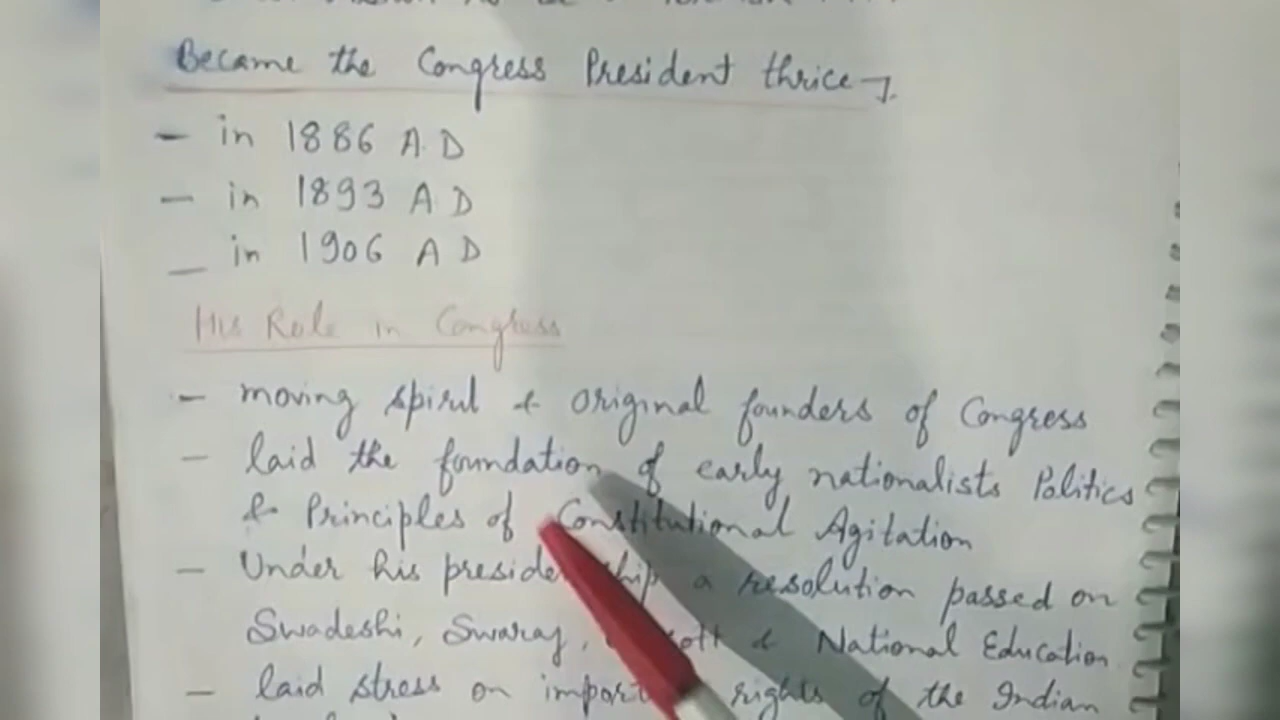 Became the Congress President thrice
- in 1886 A.D
- in 1893 A D
_ in 1906 A D
His Role in Congress
- moving spirit & original founders of Congress
- laid the foundation of early nationalists Politics
& Principles of Constitutional Agitation
- Under his presidenship a resolution passed on
Swadeshi, Swaraj, & National Education
- laid stress on rights of the Indian